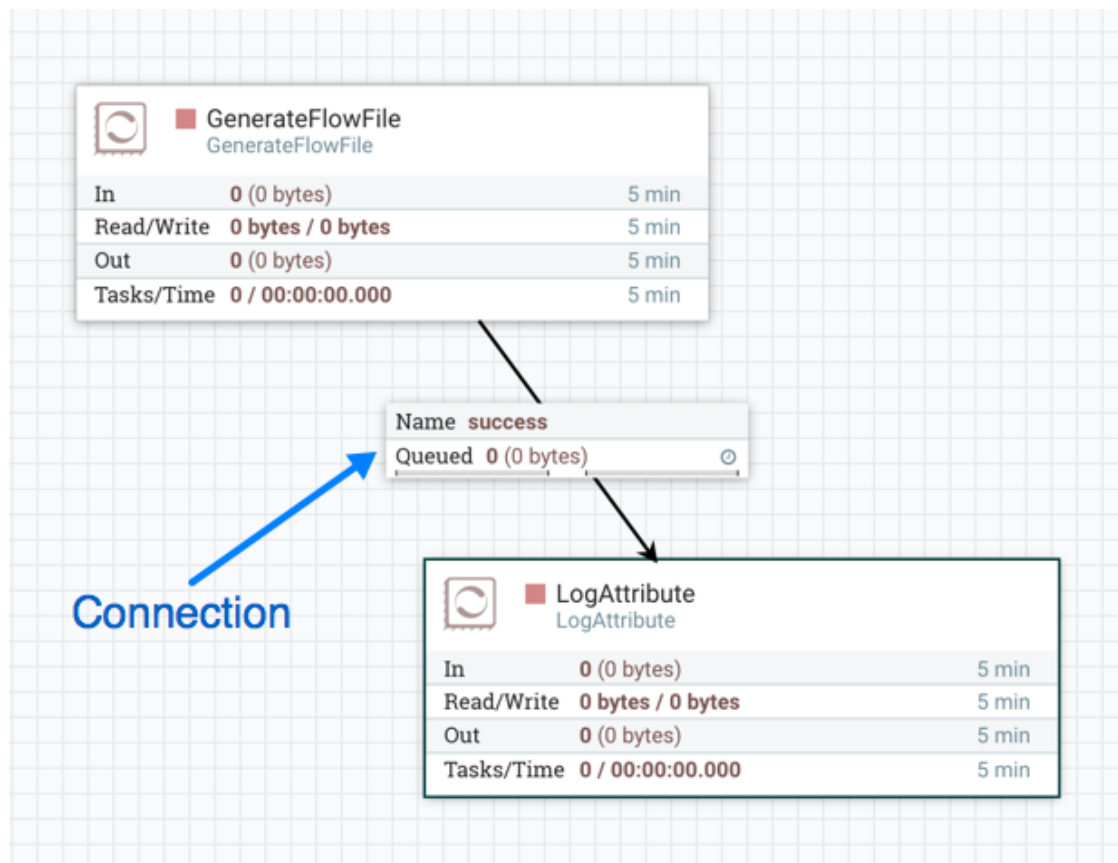 GenerateFlowFile
GenerateFlowFile
In 0 (0 bytes) 5 min
Read/Write 0 bytes / 0 bytes 5 min
Out 0 (0 bytes) 5 min
Tasks/Time 0 / 00:00:00.000 5 min
Name success
Queued 0 (0 bytes)
Connection
LogAttribute
LogAttribute
In 0 (0 bytes) 5 min
Read/Write 0 bytes / 0 bytes 5 min
Out 0 (0 bytes) 5 min
Tasks/Time 0 / 00:00:00.000 5 min